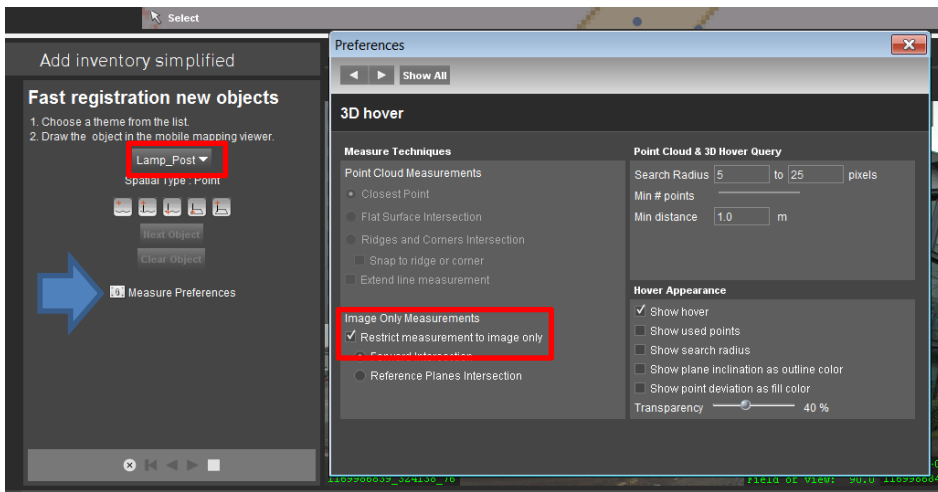 Select
Add inventory simplified
Fast registration new objects
1. Choose a theme from the list.
2. Draw the object in the mobile mapping viewer.
Lamp_Post
Spatial Type : Point
Next Object
Clear Object
Measure Preferences
Preferences
Show All
3D hover
Measure Techniques
Point Cloud Measurements
Closest Point
Flat Surface Intersection
Ridges and Corners Intersection
Snap to ridge or corner
Extend line measurement
Image Only Measurements
Restrict measurement to image only
Forward Intersection
Reference Planes Intersection
Point Cloud & 3D Hover Query
Search Radius 5 to 25 pixels
Min # points
Min distance 1.0 m
Hover Appearance
Show hover
Show used points
Show search radius
Show plane inclination as outline color
Show point deviation as fill color
Transparency 40 %
Field of view: 90.0